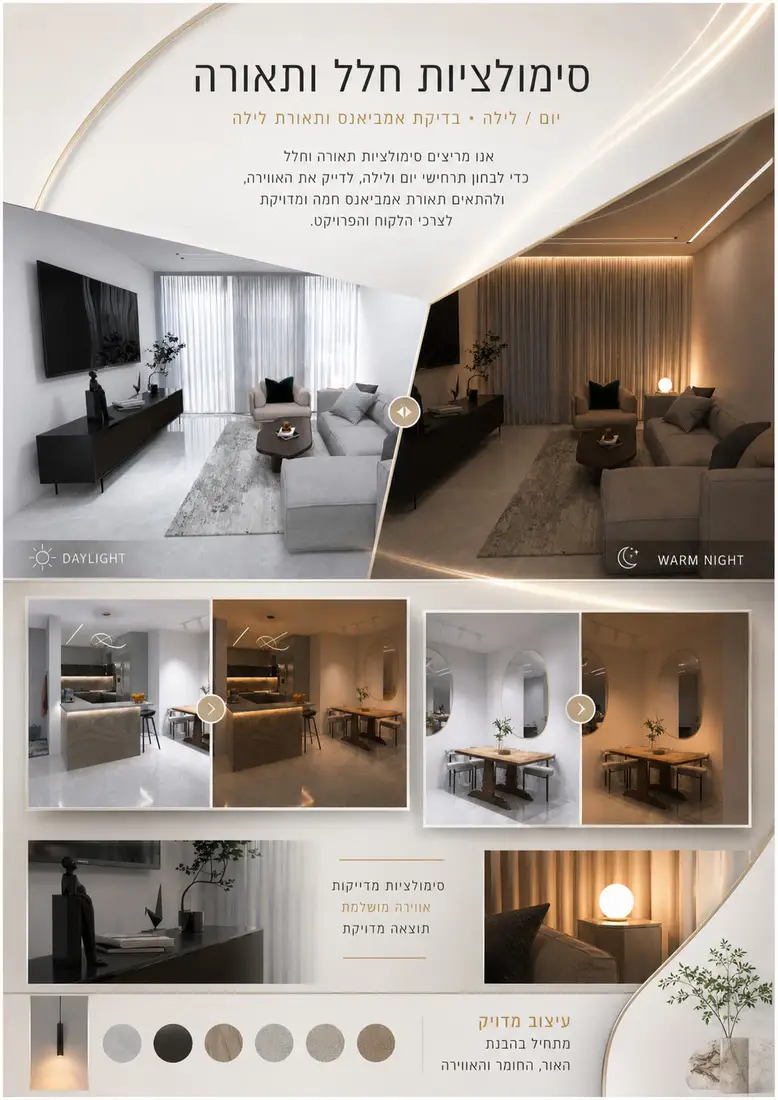 סימולציות חלל ותאורה
יום / לילה • בדיקת אמביאנס ותאורת לילה
אנו מריצים סימולציות תאורה וחלל
כדי לבחון תרחישי יום ולילה, לדייק את האווירה,
ולהתאים תאורת אמביאנס חמה ומדויקת
לצרכי הלקוח והפרויקט.
DAYLIGHT
WARM NIGHT
סימולציות מדייקות
אווירה מושלמת
תוצאה מדויקת
עיצוב מדויק
מתחיל בהבנת
האור, החומר והאווירה